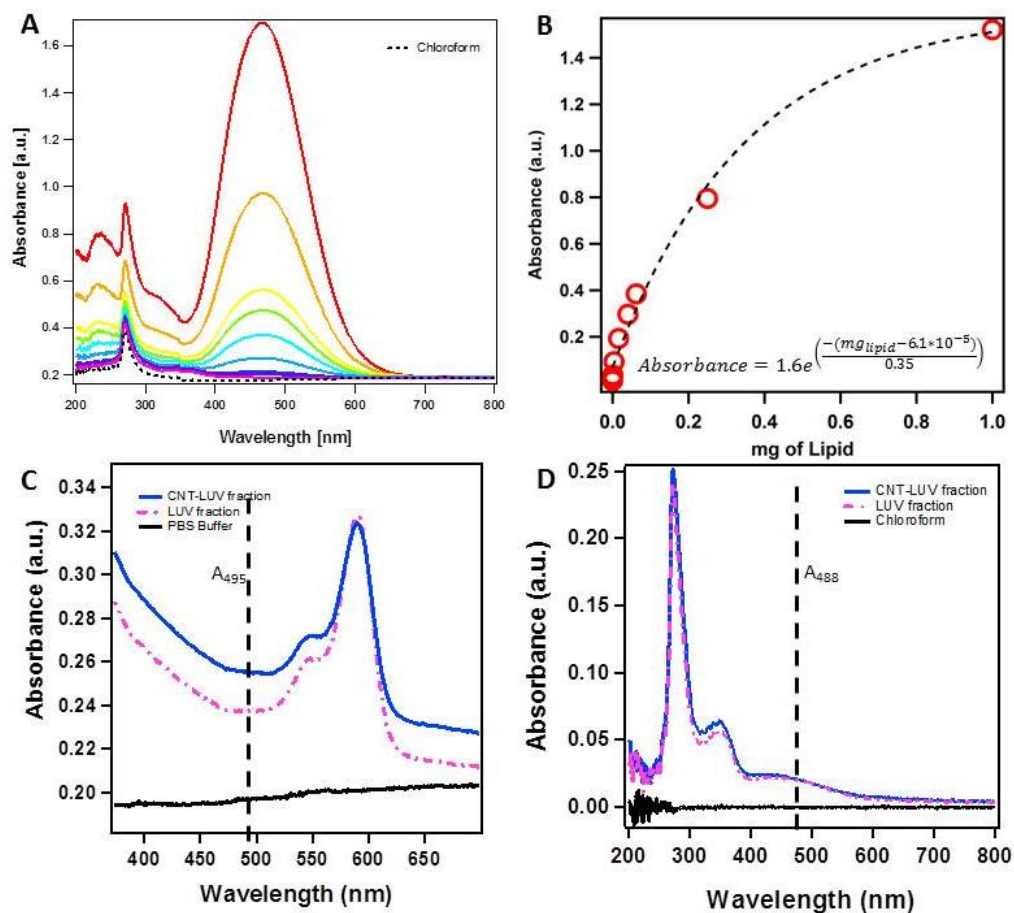 A
1.6
1.4
1.2
1.0
0.8
0.6
0.4
0.2
Absorbance [a.u.]
Chloroform
200 300 400 500 600 700 800
Wavelength [nm]
B
1.4
1.2
1.0
0.8
0.6
0.4
0.2
Absorbance (a.u.)
Absorbance = 1.6e^(−(mg_lipid−6.1*10^−5)/0.35)
0.0 0.2 0.4 0.6 0.8 1.0
mg of Lipid
C
0.34
0.32
0.30
0.28
0.26
0.24
0.22
0.20
Absorbance (a.u.)
CNT-LUV fraction
LUV fraction
PBS Buffer
A495
400 450 500 550 600 650
Wavelength (nm)
D
0.25
0.20
0.15
0.10
0.05
0.00
Absorbance (a.u.)
CNT-LUV fraction
LUV fraction
Chloroform
A488
200 300 400 500 600 700 800
Wavelength (nm)